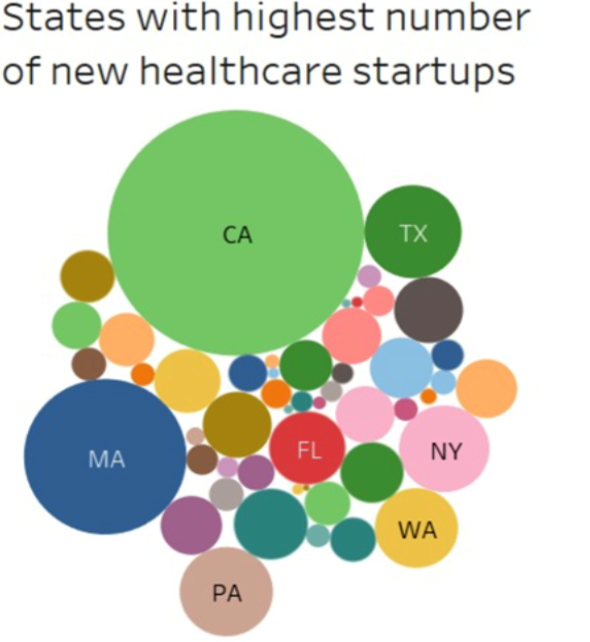 States with highest number
of new healthcare startups
CA
TX
MA
FL
NY
WA
PA